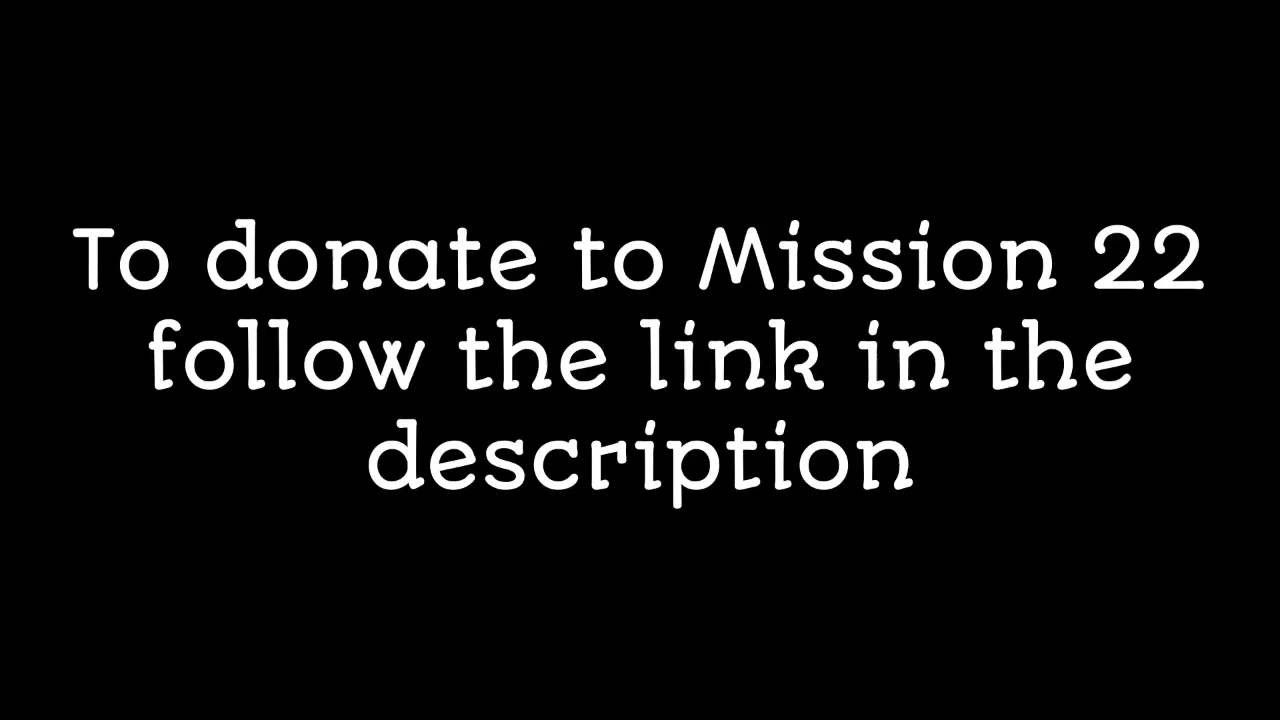 To donate to Mission 22
follow the link in the
description